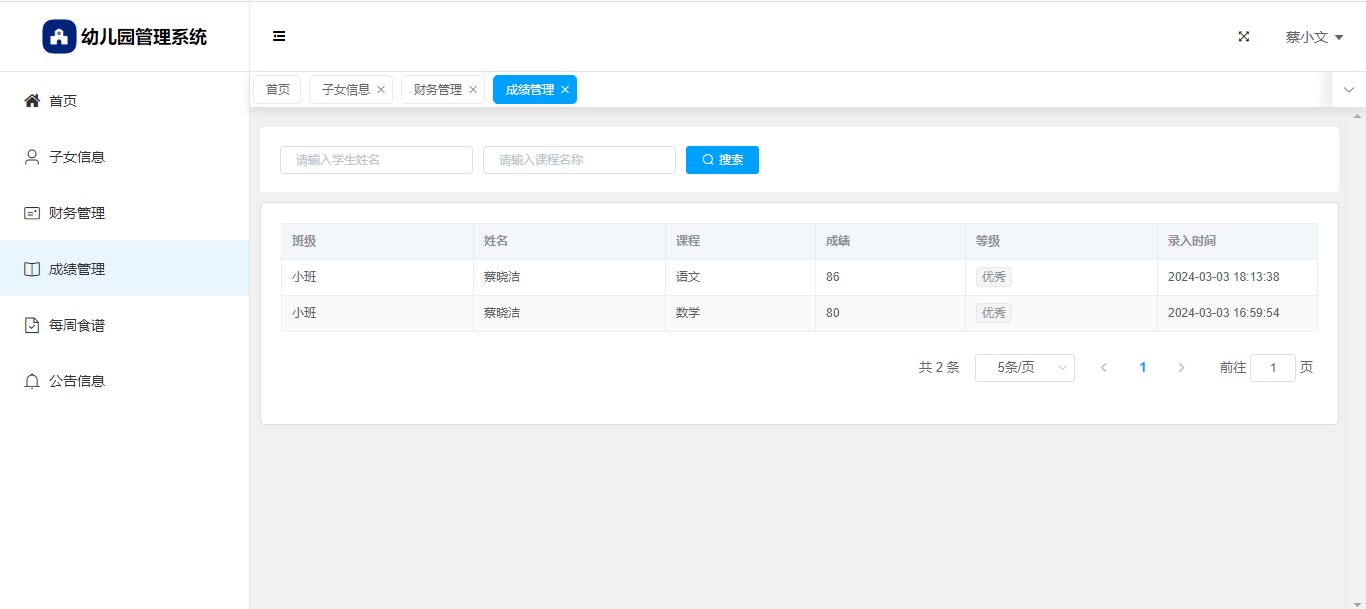 幼儿园管理系统
蔡小文
首页
子女信息
财务管理
成绩管理
每周食谱
公告信息
首页 子女信息 财务管理 成绩管理
请输入学生姓名 请输入课程名称 搜索
班级 姓名 课程 成绩 等级 录入时间
小班 蔡晓洁 语文 86 优秀 2024-03-03 18:13:38
小班 蔡晓洁 数学 80 优秀 2024-03-03 16:59:54
共 2 条 5条/页 1 前往 1 页